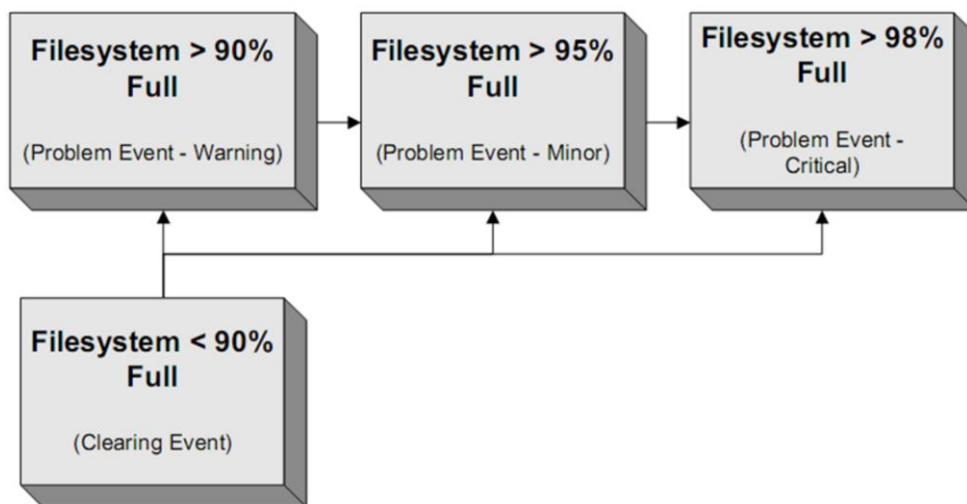 Filesystem > 90%
Full
(Problem Event - Warning)
Filesystem > 95%
Full
(Problem Event - Minor)
Filesystem > 98%
Full
(Problem Event -
Critical)
Filesystem < 90%
Full
(Clearing Event)